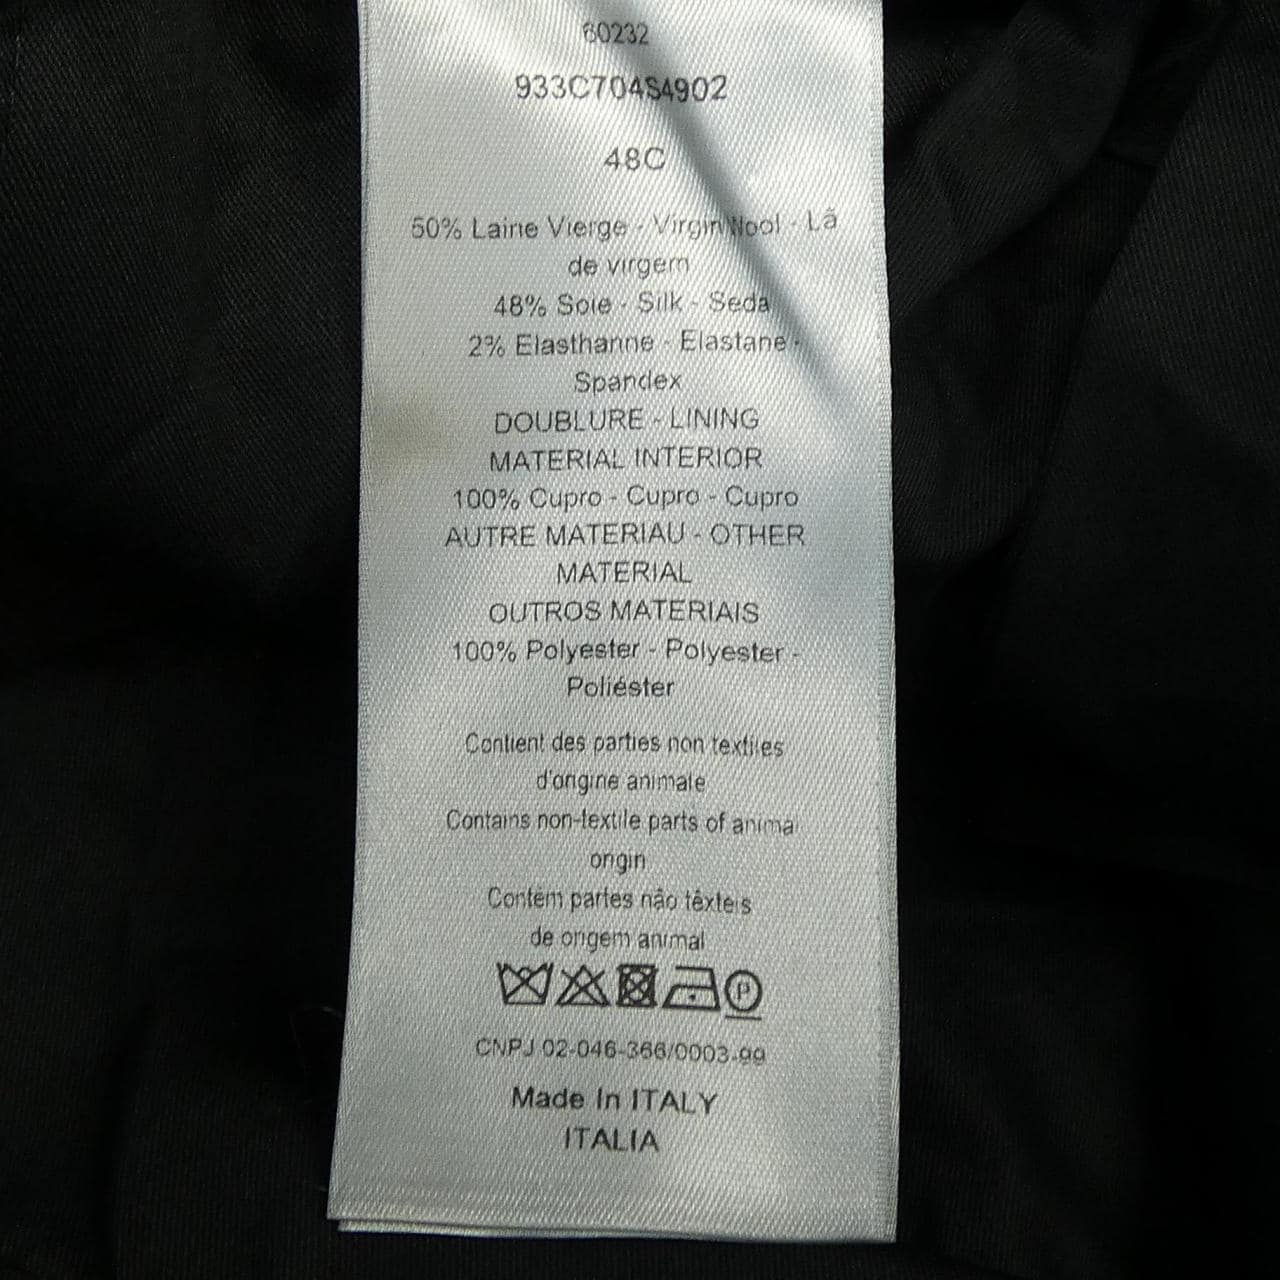 60232
933C704S4902
48C
50% Laine Vierge - Virgin Wool - Lã
de virgem
48% Soie - Silk - Seda
2% Elasthanne - Elastane -
Spandex
DOUBLURE - LINING
MATERIAL INTERIOR
100% Cupro - Cupro - Cupro
AUTRE MATERIAU - OTHER
MATERIAL
OUTROS MATERIAIS
100% Polyester - Polyester -
Poliéster
Contient des parties non textiles
d'origine animale
Contains non-textile parts of animal
origin
Contém partes não têxteis
de origem animal
P
CNPJ 02-046-366/0003-99
Made In ITALY
ITALIA